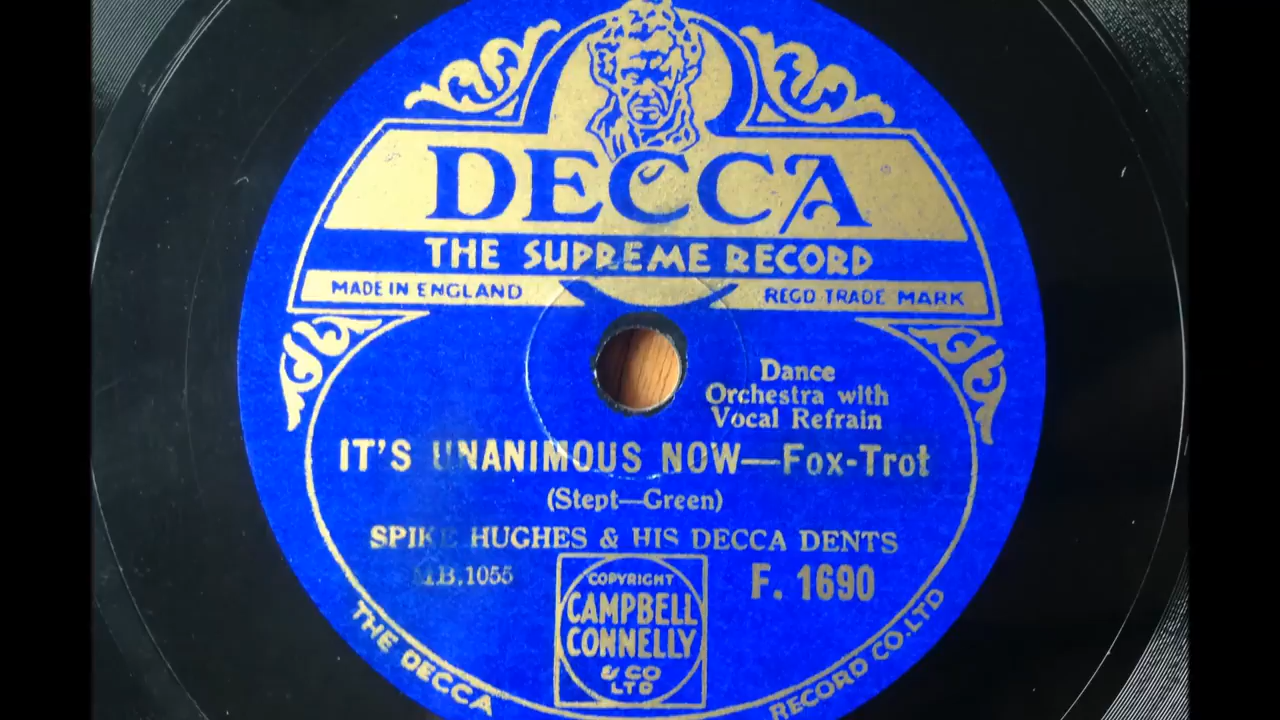 DECCA
THE SUPREME RECORD
MADE IN ENGLAND REGD TRADE MARK
Dance
Orchestra with
Vocal Refrain
IT'S UNANIMOUS NOW—Fox-Trot
(Stept—Green)
SPIKE HUGHES & HIS DECCA DENTS
MB.1055 F. 1690
COPYRIGHT
CAMPBELL
CONNELLY
& CO
LTD
THE DECCA RECORD CO. LTD